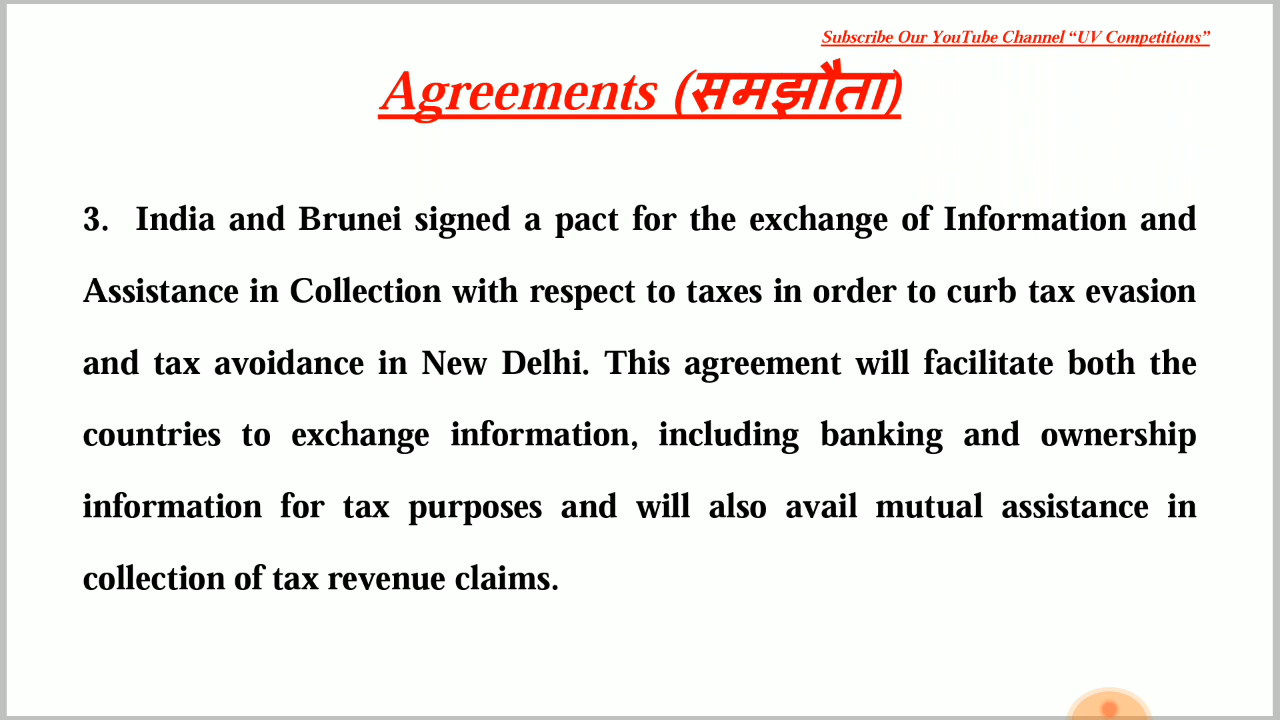 Subscribe Our YouTube Channel “UV Competitions”
Agreements (समझौता)
3. India and Brunei signed a pact for the exchange of Information and
Assistance in Collection with respect to taxes in order to curb tax evasion
and tax avoidance in New Delhi. This agreement will facilitate both the
countries to exchange information, including banking and ownership
information for tax purposes and will also avail mutual assistance in
collection of tax revenue claims.